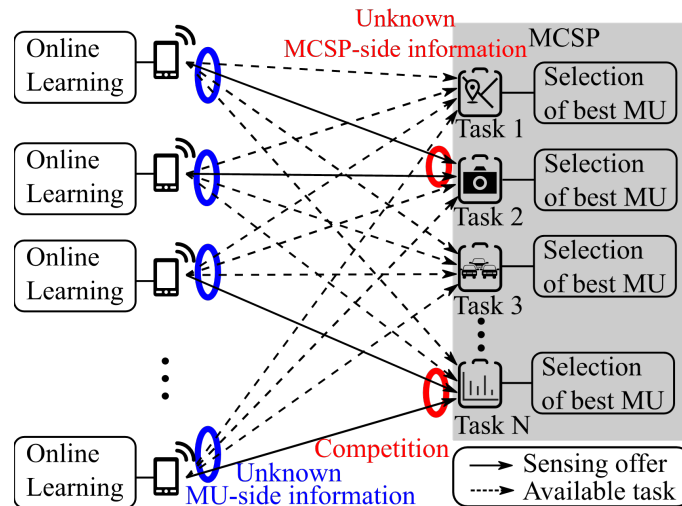 Unknown
MCSP-side information
MCSP
Online
Learning
Task 1
Selection
of best MU
Online
Learning
Task 2
Selection
of best MU
Online
Learning
Task 3
Selection
of best MU
Online
Learning
Task N
Selection
of best MU
Competition
Unknown
MU-side information
Sensing offer
Available task